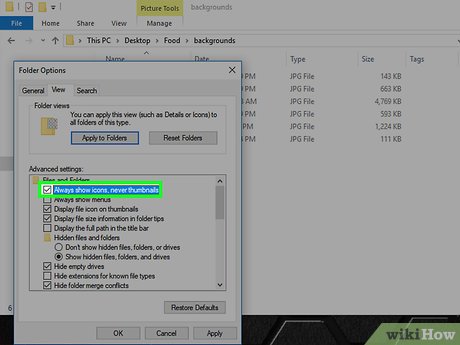 Picture Tools
File
Home
Share
View
Manage
This PC
Desktop
Food
backgrounds
Folder Options
General
View
Search
Folder views
You can apply this view (such as Details or Icons) to
all folders of this type.
Apply to Folders
Reset Folders
Advanced settings:
Files and Folders
Always show icons, never thumbnails
Always show menus
Display file icon on thumbnails
Display file size information in folder tips
Display the full path in the title bar
Hidden files and folders
Don't show hidden files, folders, or drives
Show hidden files, folders, and drives
Hide empty drives
Hide extensions for known file types
Hide folder merge conflicts
Restore Defaults
OK
Cancel
Apply
Type
Size
PM JPG File 143 KB
PM JPG File 663 KB
AM JPG File 4,769 KB
PM JPG File
PM JPG File 1,224 KB
PM JPG File 111 KB
6
wikiHow